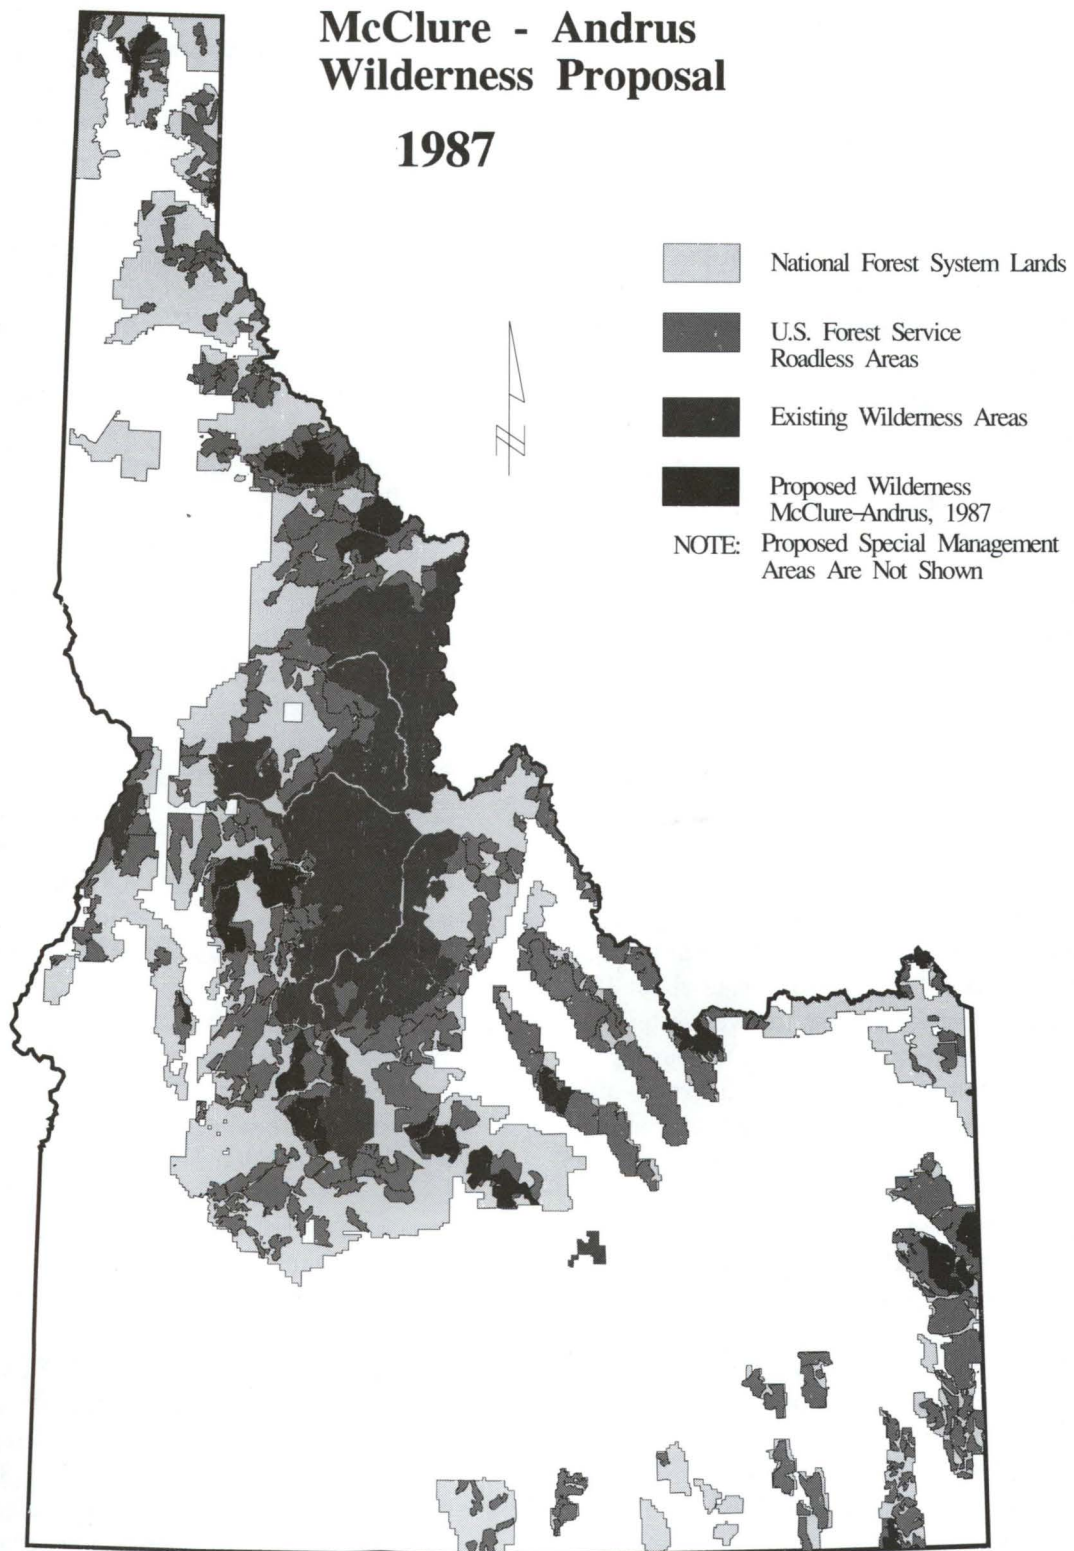 McClure - Andrus
Wilderness Proposal
1987
National Forest System Lands
U.S. Forest Service
Roadless Areas
Existing Wilderness Areas
Proposed Wilderness
McClure-Andrus, 1987
NOTE: Proposed Special Management
Areas Are Not Shown
N